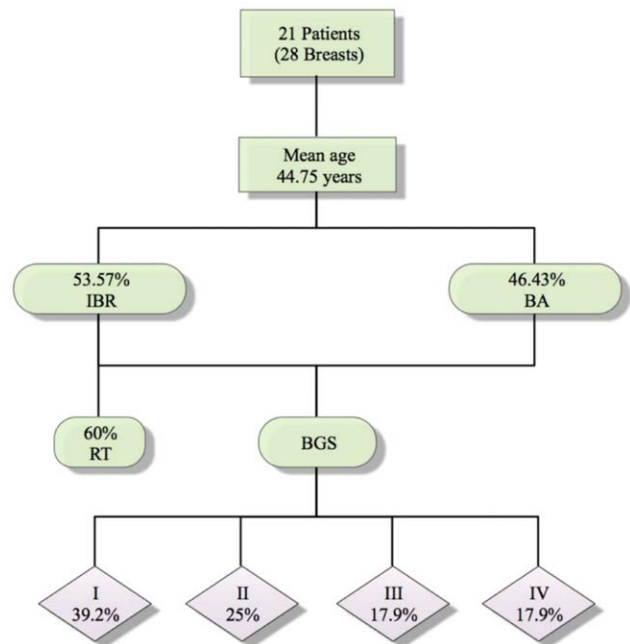 21 Patients
(28 Breasts)
Mean age
44.75 years
53.57%
IBR
46.43%
BA
60%
RT
BGS
I
39.2%
II
25%
III
17.9%
IV
17.9%